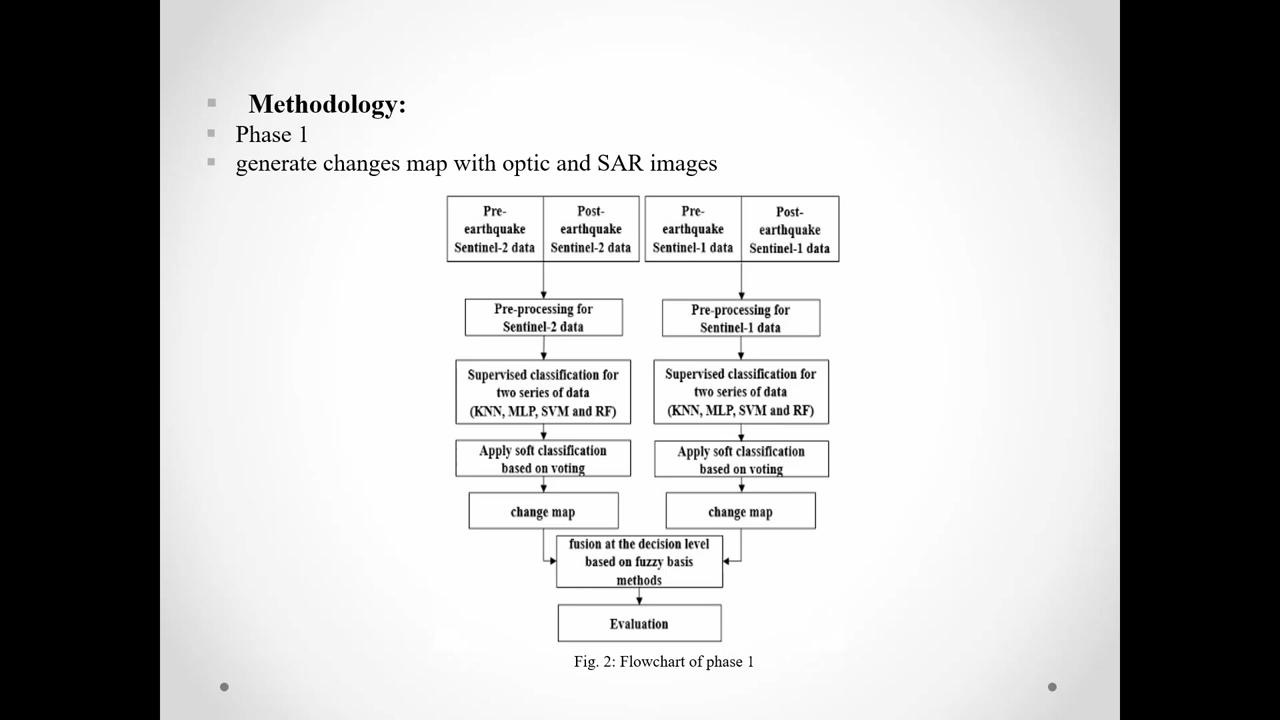 Methodology:
Phase 1
generate changes map with optic and SAR images
Pre-
earthquake
Sentinel-2 data
Post-
earthquake
Sentinel-2 data
Pre-
earthquake
Sentinel-1 data
Post-
earthquake
Sentinel-1 data
Pre-processing for
Sentinel-2 data
Pre-processing for
Sentinel-1 data
Supervised classification for
two series of data
(KNN, MLP, SVM and RF)
Supervised classification for
two series of data
(KNN, MLP, SVM and RF)
Apply soft classification
based on voting
Apply soft classification
based on voting
change map
change map
fusion at the decision level
based on fuzzy basis
methods
Evaluation
Fig. 2: Flowchart of phase 1